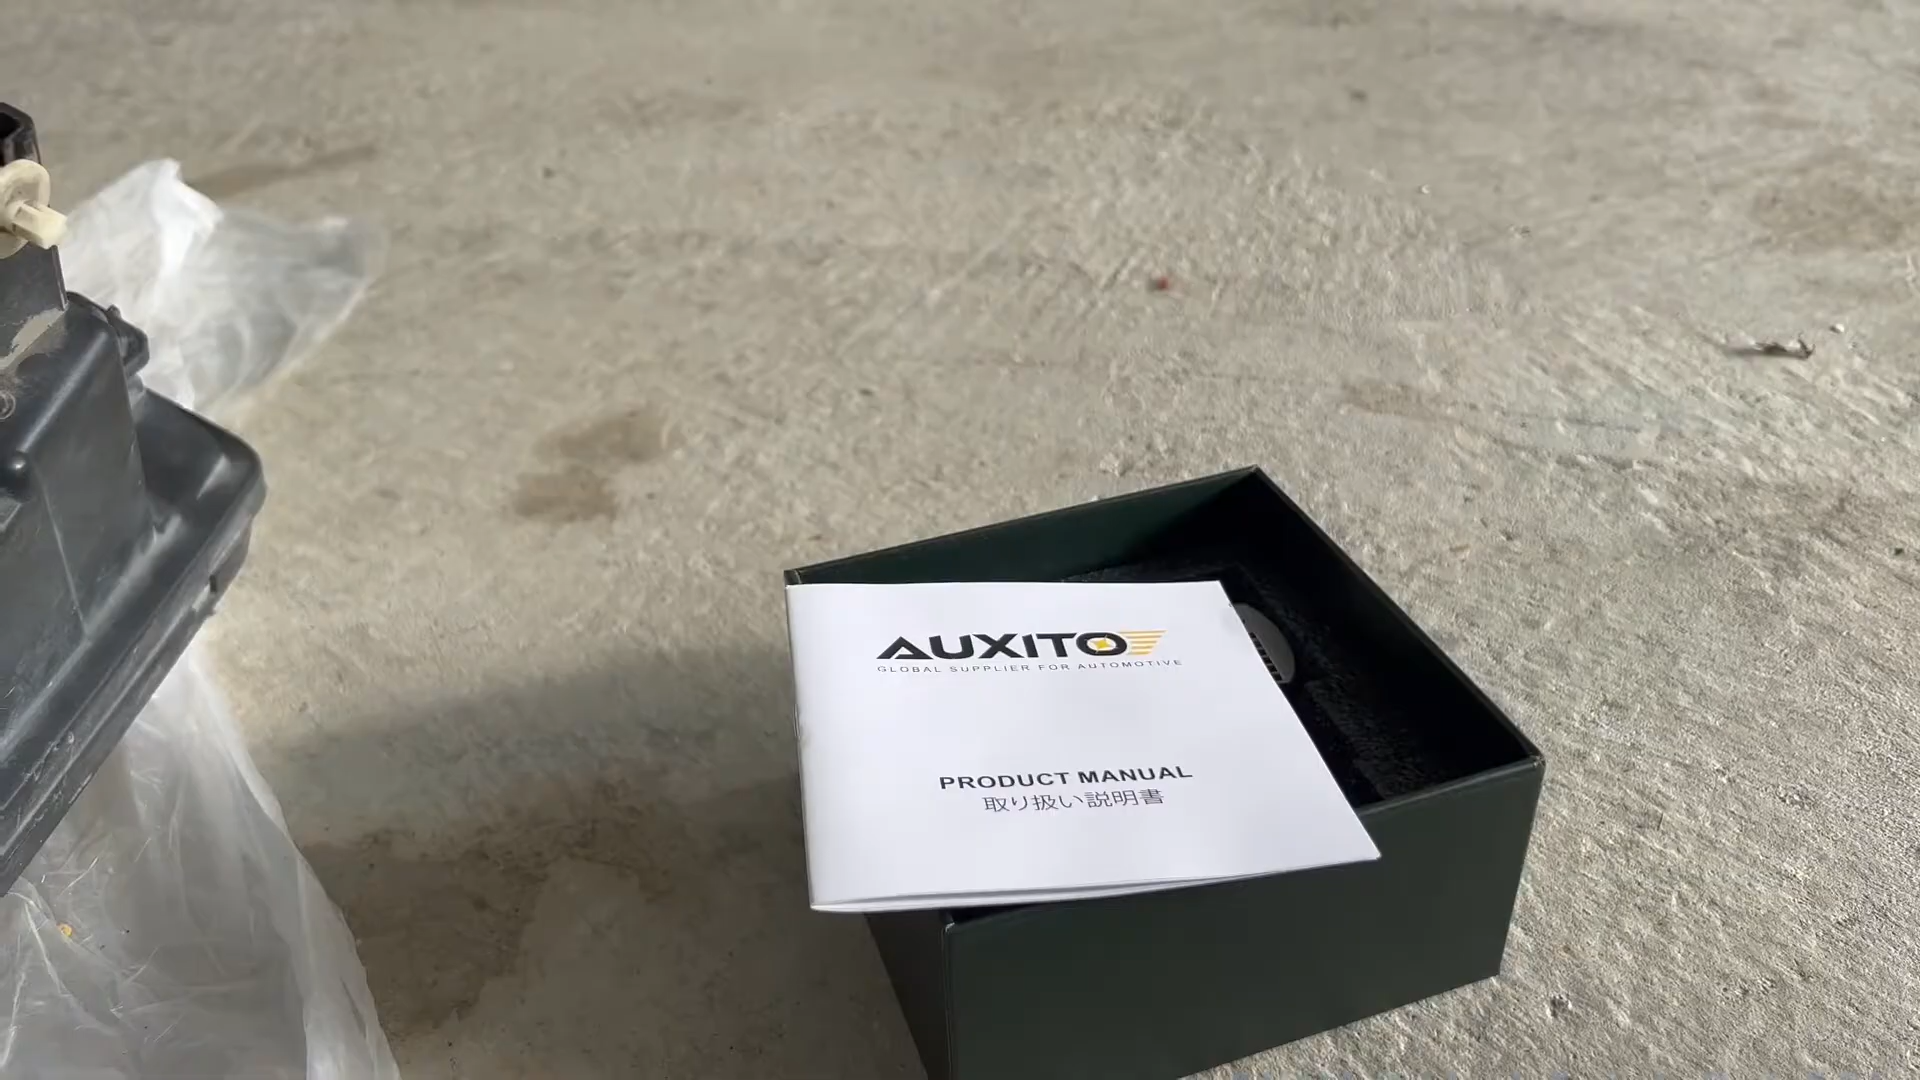 AUXITO
GLOBAL SUPPLIER FOR AUTOMOTIVE
PRODUCT MANUAL
取り扱い説明書